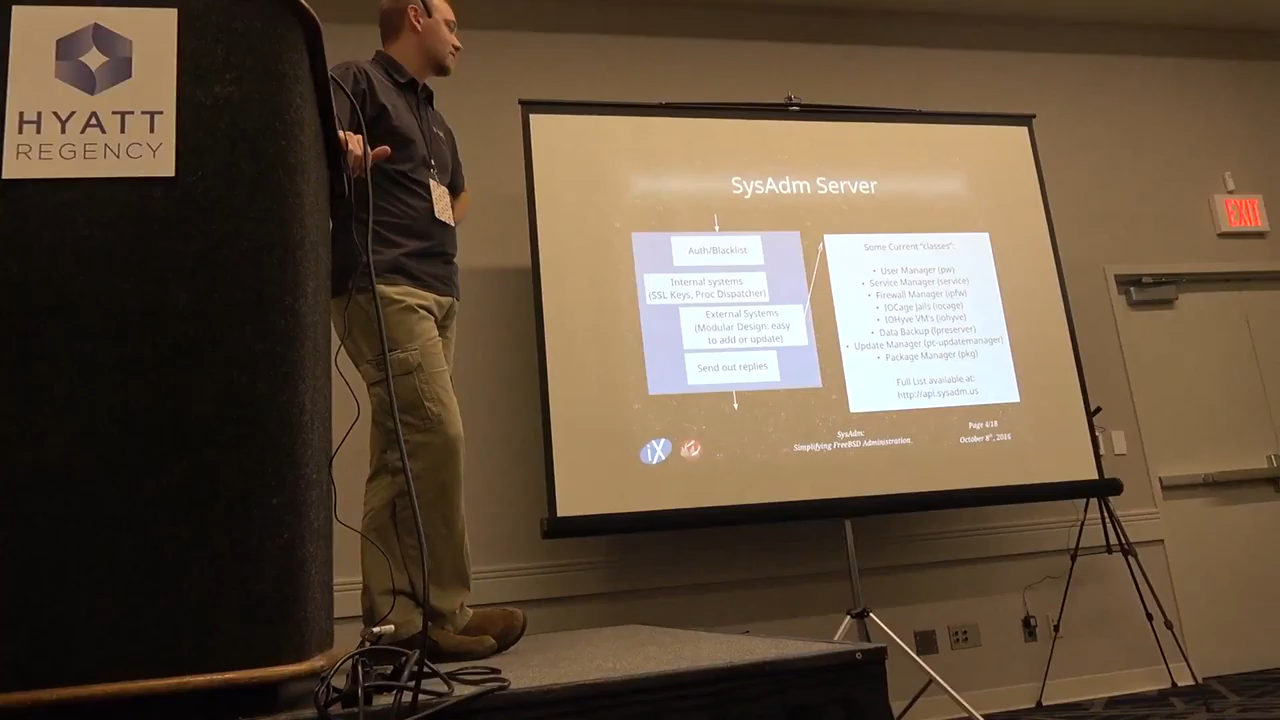 HYATT
REGENCY
SysAdm Server
Auth/Blacklist
Internal systems
(SSL Keys, Proc Dispatcher)
External Systems
(Modular Design: easy
to add or update)
Send out replies
Some Current "classes":
• User Manager (pw)
• Service Manager (service)
• Firewall Manager (ipfw)
• IOCage Jails (iocage)
• IOHyve VM's (iohyve)
• Data Backup (lpreserver)
• Update Manager (pc-updatemanager)
• Package Manager (pkg)
Full List available at:
http://api.sysadm.us
iX
SysAdm:
Simplifying FreeBSD Administration
Page 4/18
October 8th, 2016
EXIT